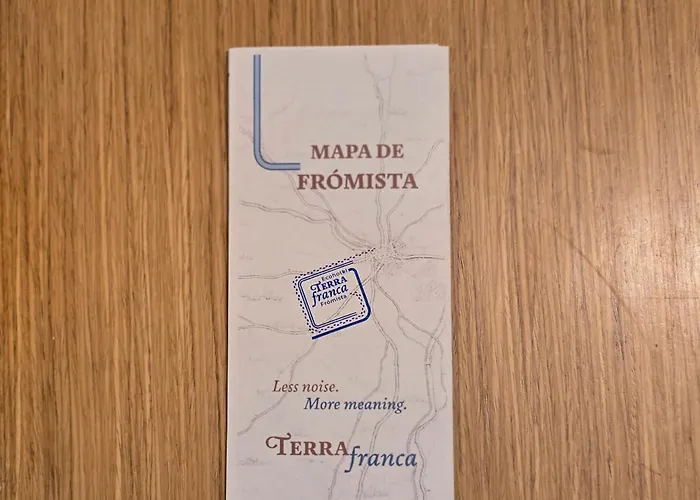 MAPA DE
FRÓMISTA
Ecohotel
TERRA
franca
Frómista
Less noise.
More meaning.
TERRA
franca